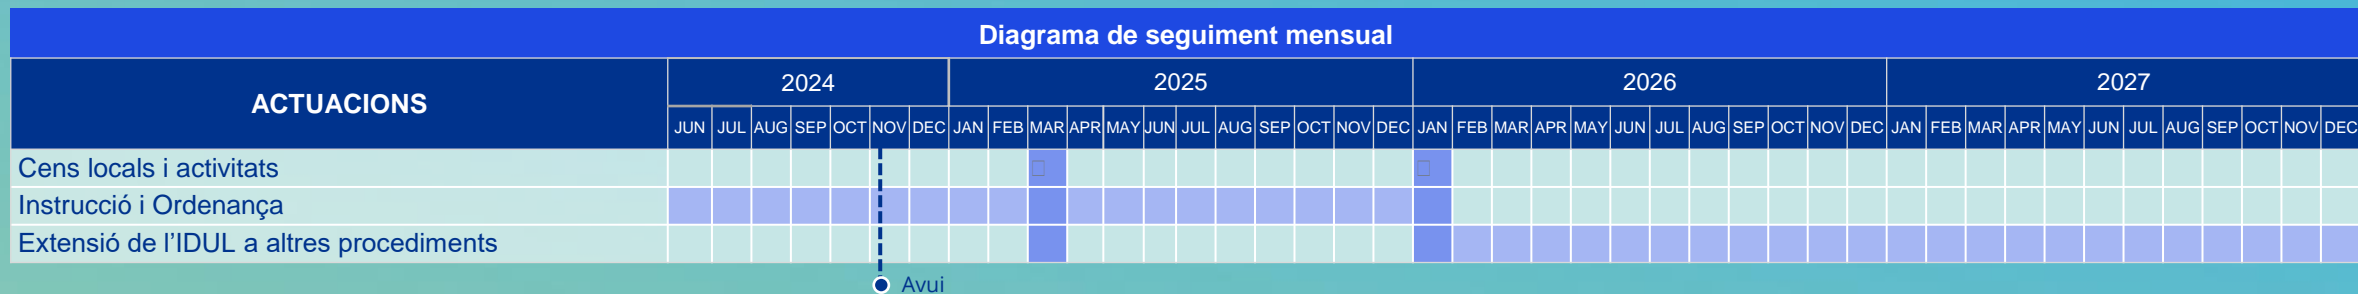 Diagrama de seguiment mensual
ACTUACIONS
2024 2025 2026 2027
JUN JUL AUG SEP OCT NOV DEC JAN FEB MAR APR MAY JUN JUL AUG SEP OCT NOV DEC JAN FEB MAR APR MAY JUN JUL AUG SEP OCT NOV DEC JAN FEB MAR APR MAY JUN JUL AUG SEP OCT NOV DEC
Cens locals i activitats
Instrucció i Ordenança
Extensió de l’IDUL a altres procediments
Avui